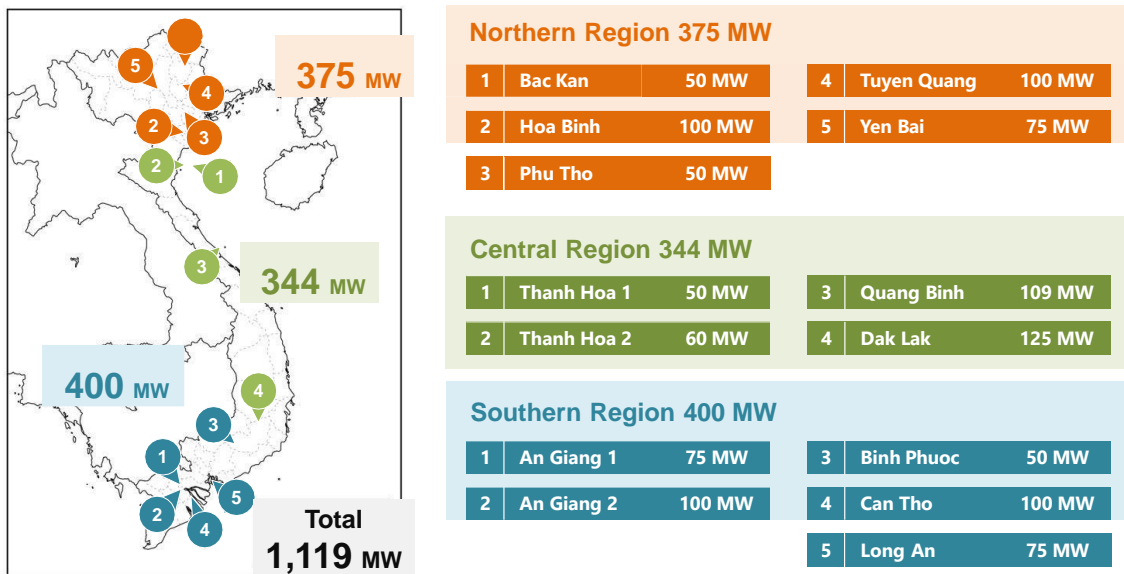 5
375 MW
4
2
3
2
1
3
344 MW
400 MW
4
3
1
5
2
4
Total
1,119 MW
Northern Region 375 MW
1 Bac Kan 50 MW
2 Hoa Binh 100 MW
3 Phu Tho 50 MW
4 Tuyen Quang 100 MW
5 Yen Bai 75 MW
Central Region 344 MW
1 Thanh Hoa 1 50 MW
2 Thanh Hoa 2 60 MW
3 Quang Binh 109 MW
4 Dak Lak 125 MW
Southern Region 400 MW
1 An Giang 1 75 MW
2 An Giang 2 100 MW
3 Binh Phuoc 50 MW
4 Can Tho 100 MW
5 Long An 75 MW